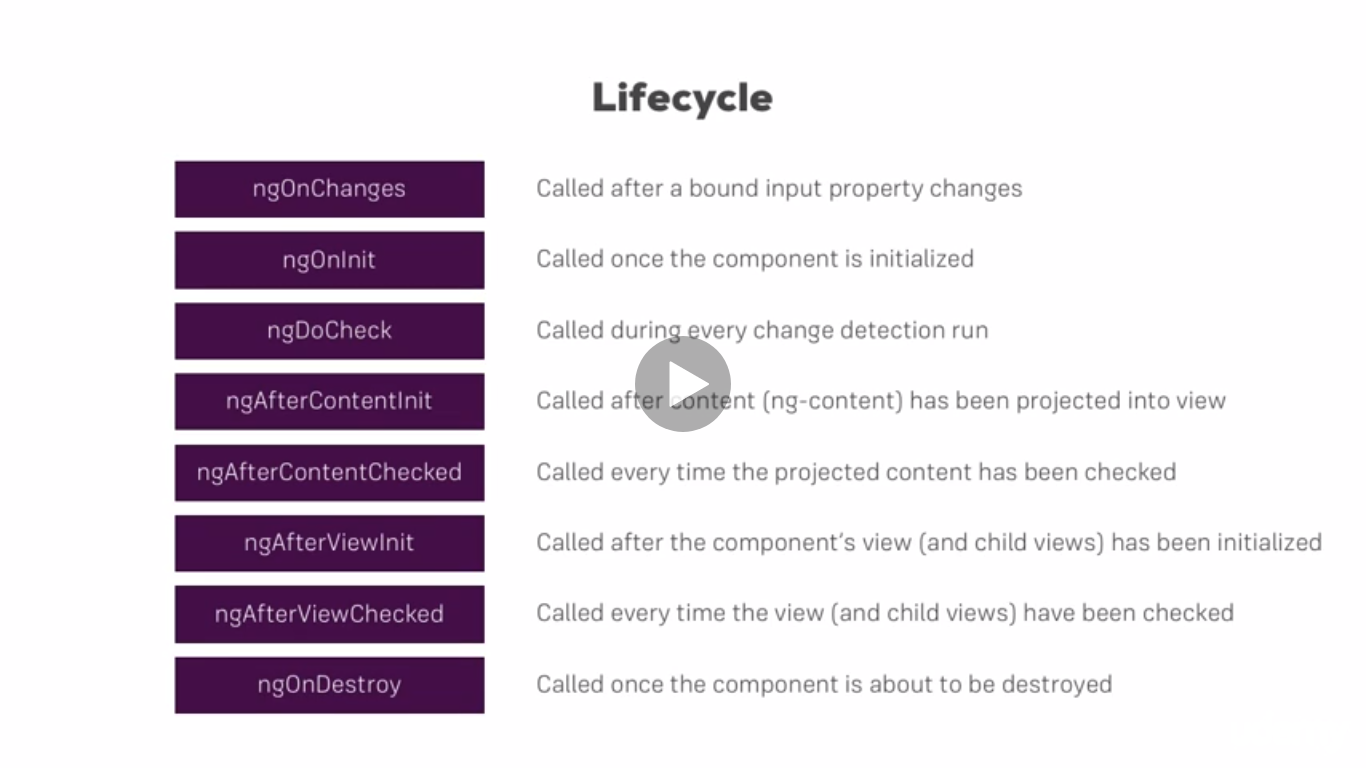 Lifecycle
ngOnChanges Called after a bound input property changes
ngOnInit Called once the component is initialized
ngDoCheck Called during every change detection run
ngAfterContentInit Called after content (ng-content) has been projected into view
ngAfterContentChecked Called every time the projected content has been checked
ngAfterViewInit Called after the component’s view (and child views) has been initialized
ngAfterViewChecked Called every time the view (and child views) have been checked
ngOnDestroy Called once the component is about to be destroyed